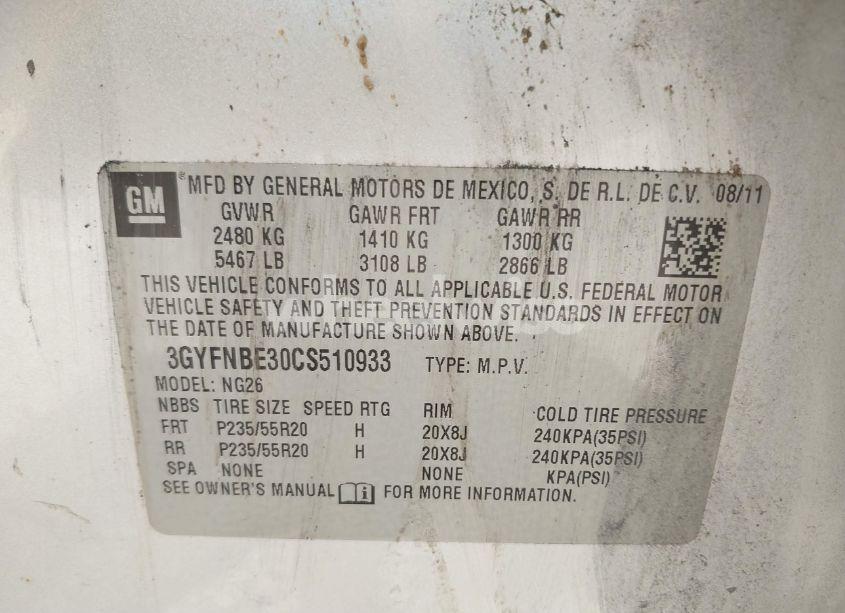 GM MFD BY GENERAL MOTORS DE MEXICO, S. DE R.L. DE C.V. 08/11
GVWR GAWR FRT GAWR RR
2480 KG 1410 KG 1300 KG
5467 LB 3108 LB 2866 LB
THIS VEHICLE CONFORMS TO ALL APPLICABLE U.S. FEDERAL MOTOR
VEHICLE SAFETY AND THEFT PREVENTION STANDARDS IN EFFECT ON
THE DATE OF MANUFACTURE SHOWN ABOVE.
3GYFNBE30CS510933 TYPE: M.P.V.
MODEL: NG26
NBBS TIRE SIZE SPEED RTG RIM COLD TIRE PRESSURE
FRT P235/55R20 H 20X8J 240KPA(35PSI)
RR P235/55R20 H 20X8J 240KPA(35PSI)
SPA NONE NONE KPA(PSI)
SEE OWNER'S MANUAL FOR MORE INFORMATION.